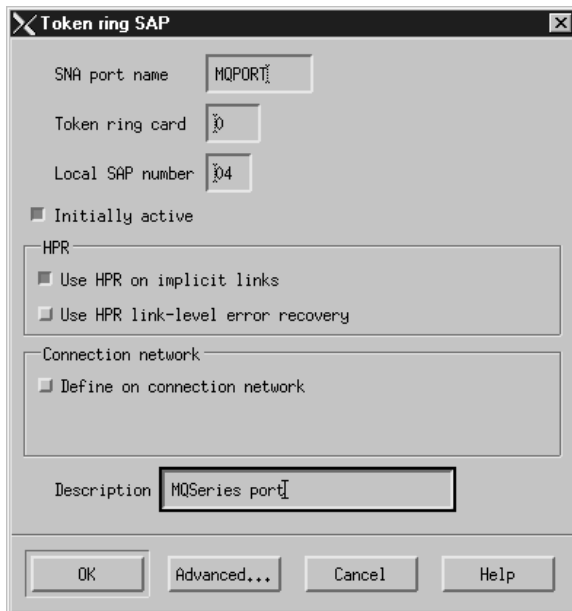 Token ring SAP
SNA port name MQPORT
Token ring card 0
Local SAP number 04
Initially active
HPR
Use HPR on implicit links
Use HPR link-level error recovery
Connection network
Define on connection network
Description MQSeries port
OK Advanced... Cancel Help